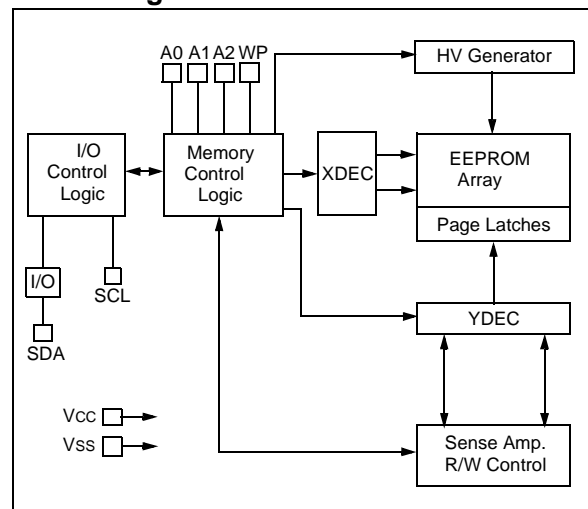 A0 A1 A2 WP
HV Generator
I/O
Control
Logic
Memory
Control
Logic
XDEC
EEPROM
Array
Page Latches
I/O
SCL
SDA
YDEC
Vcc
Vss
Sense Amp.
R/W Control